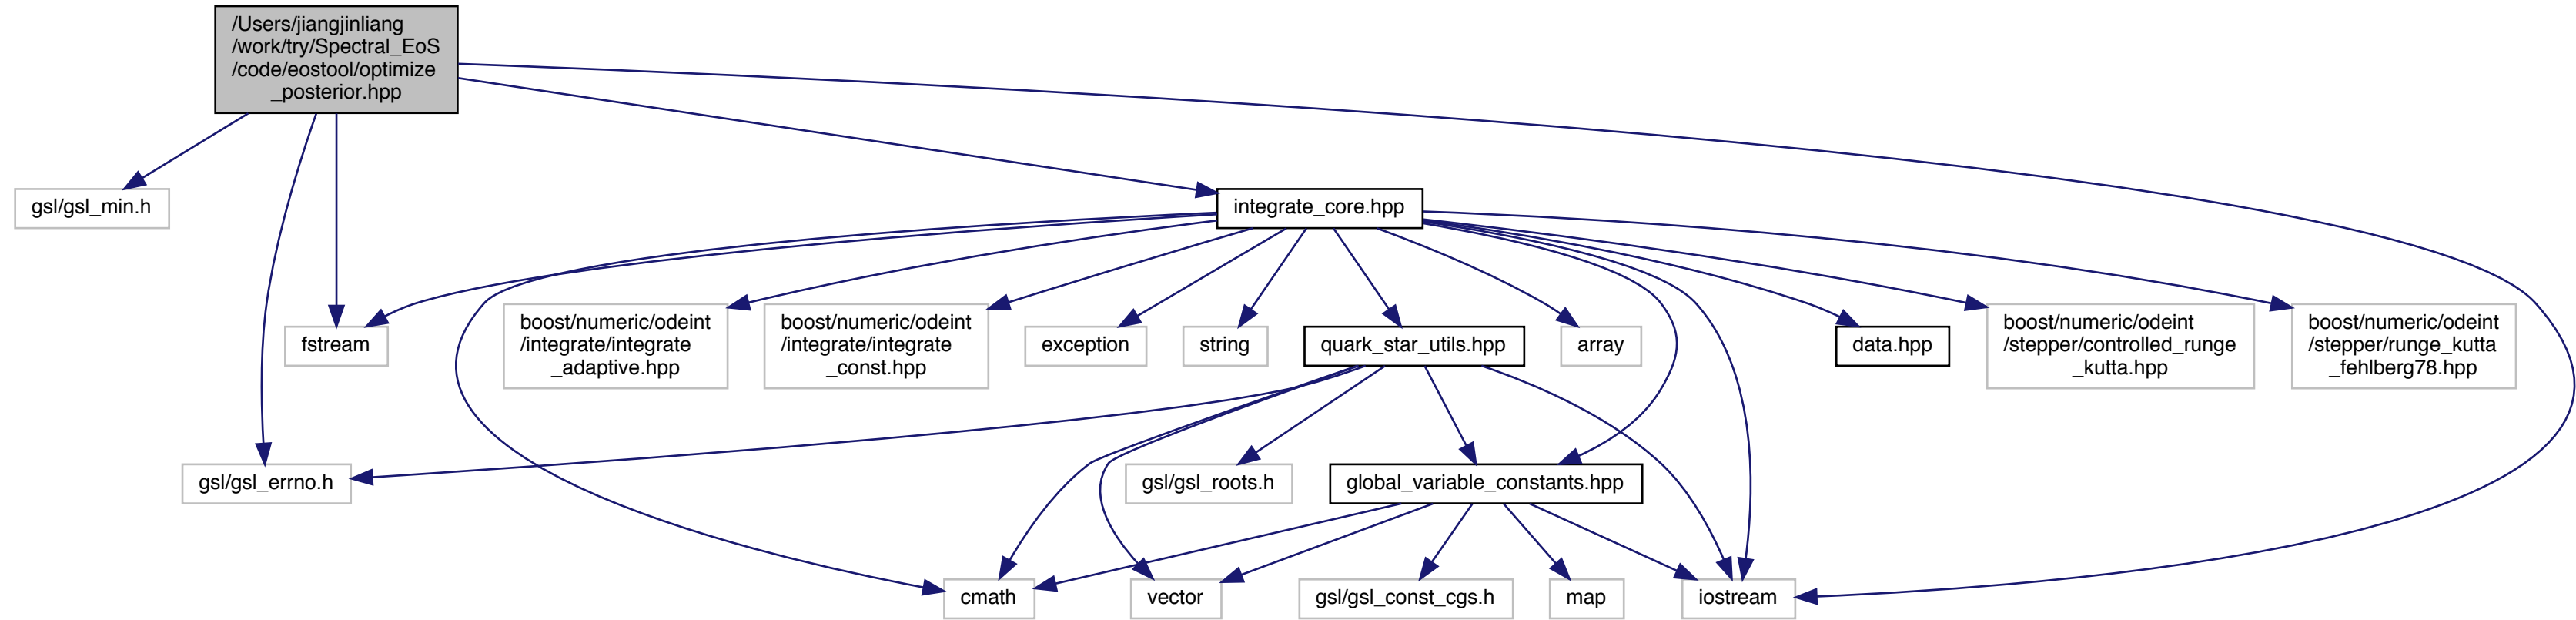 /Users/jiangjinliang
/work/try/Spectral_EoS
/code/eostool/optimize
_posterior.hpp
gsl/gsl_min.h
integrate_core.hpp
fstream
boost/numeric/odeint
/integrate/integrate
_adaptive.hpp
boost/numeric/odeint
/integrate/integrate
_const.hpp
exception
string
quark_star_utils.hpp
array
data.hpp
boost/numeric/odeint
/stepper/controlled_runge
_kutta.hpp
boost/numeric/odeint
/stepper/runge_kutta
_fehlberg78.hpp
gsl/gsl_errno.h
gsl/gsl_roots.h
global_variable_constants.hpp
cmath
vector
gsl/gsl_const_cgs.h
map
iostream